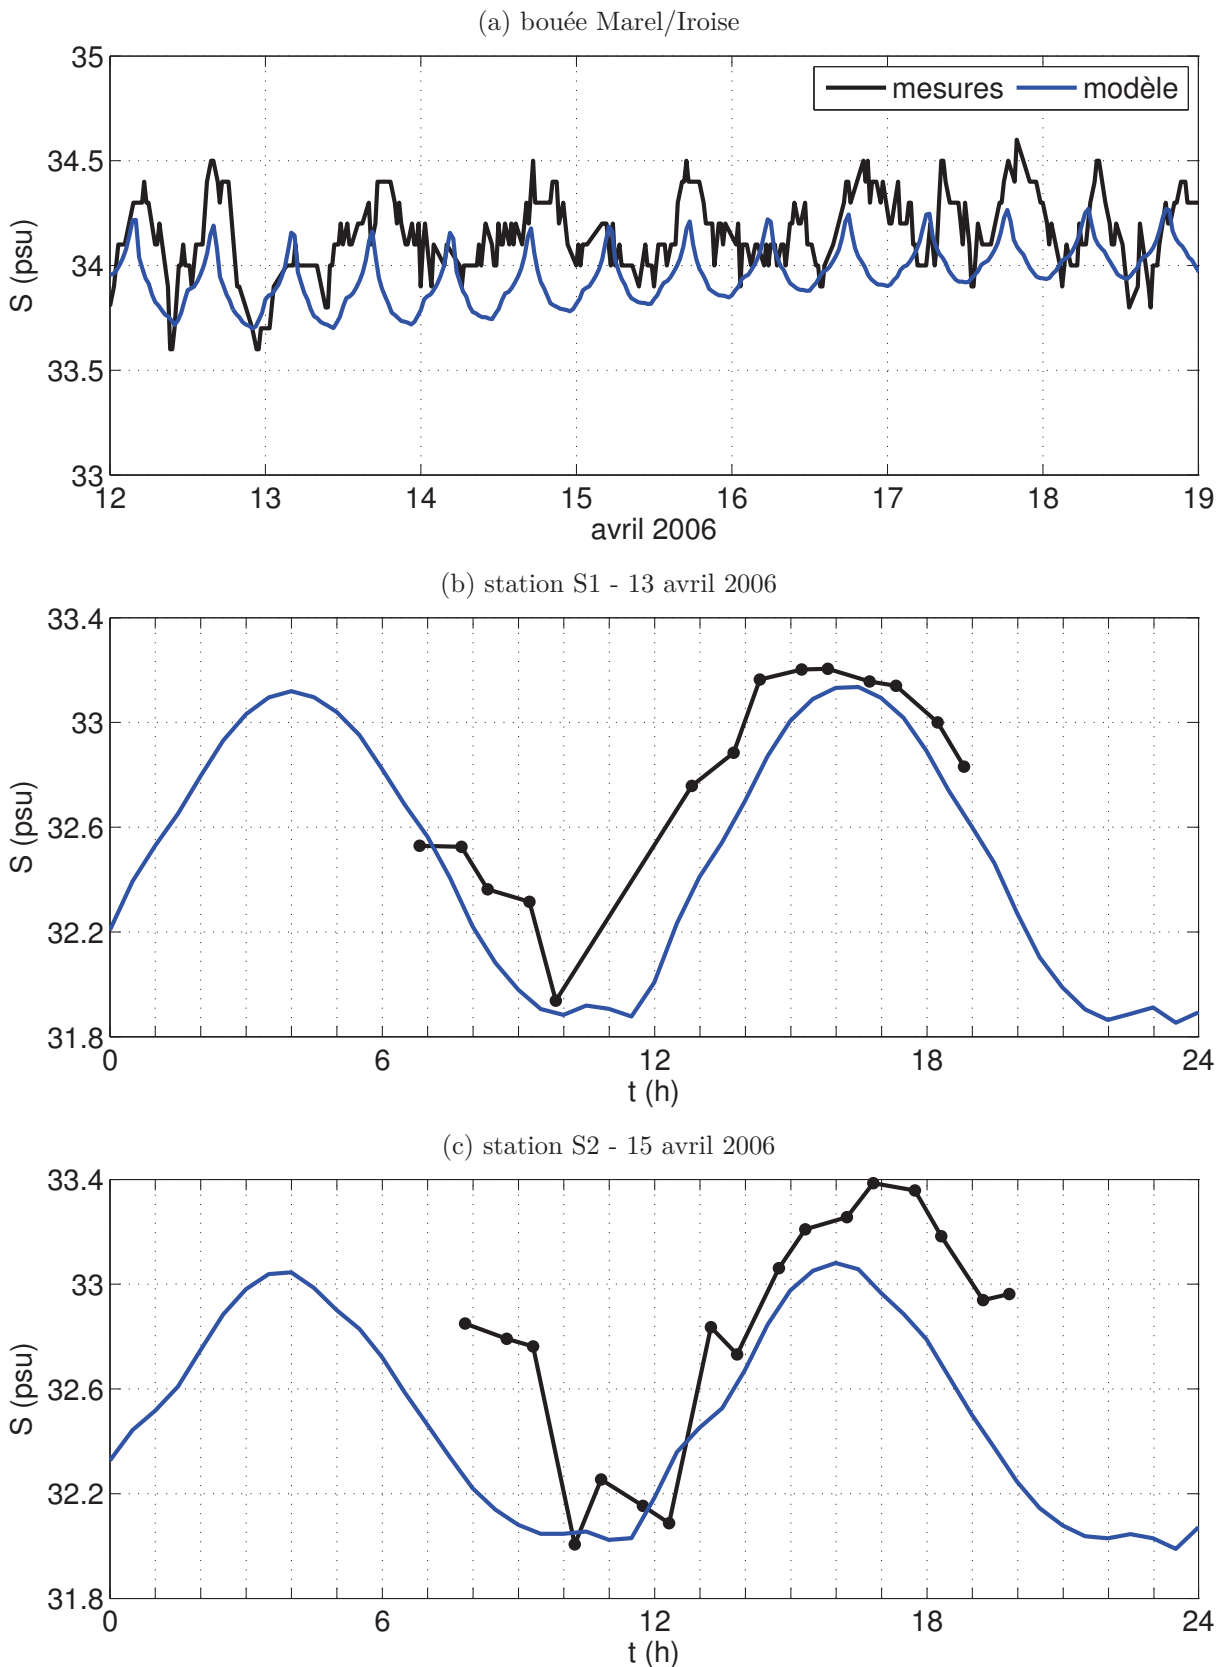 (a) bouée Marel/Iroise
35
34.5
34
33.5
33
S (psu)
mesures modèle
12 13 14 15 16 17 18 19
avril 2006
(b) station S1 - 13 avril 2006
33.4
33
32.6
32.2
31.8
S (psu)
0 6 12 18 24
t (h)
(c) station S2 - 15 avril 2006
33.4
33
32.6
32.2
31.8
S (psu)
0 6 12 18 24
t (h)